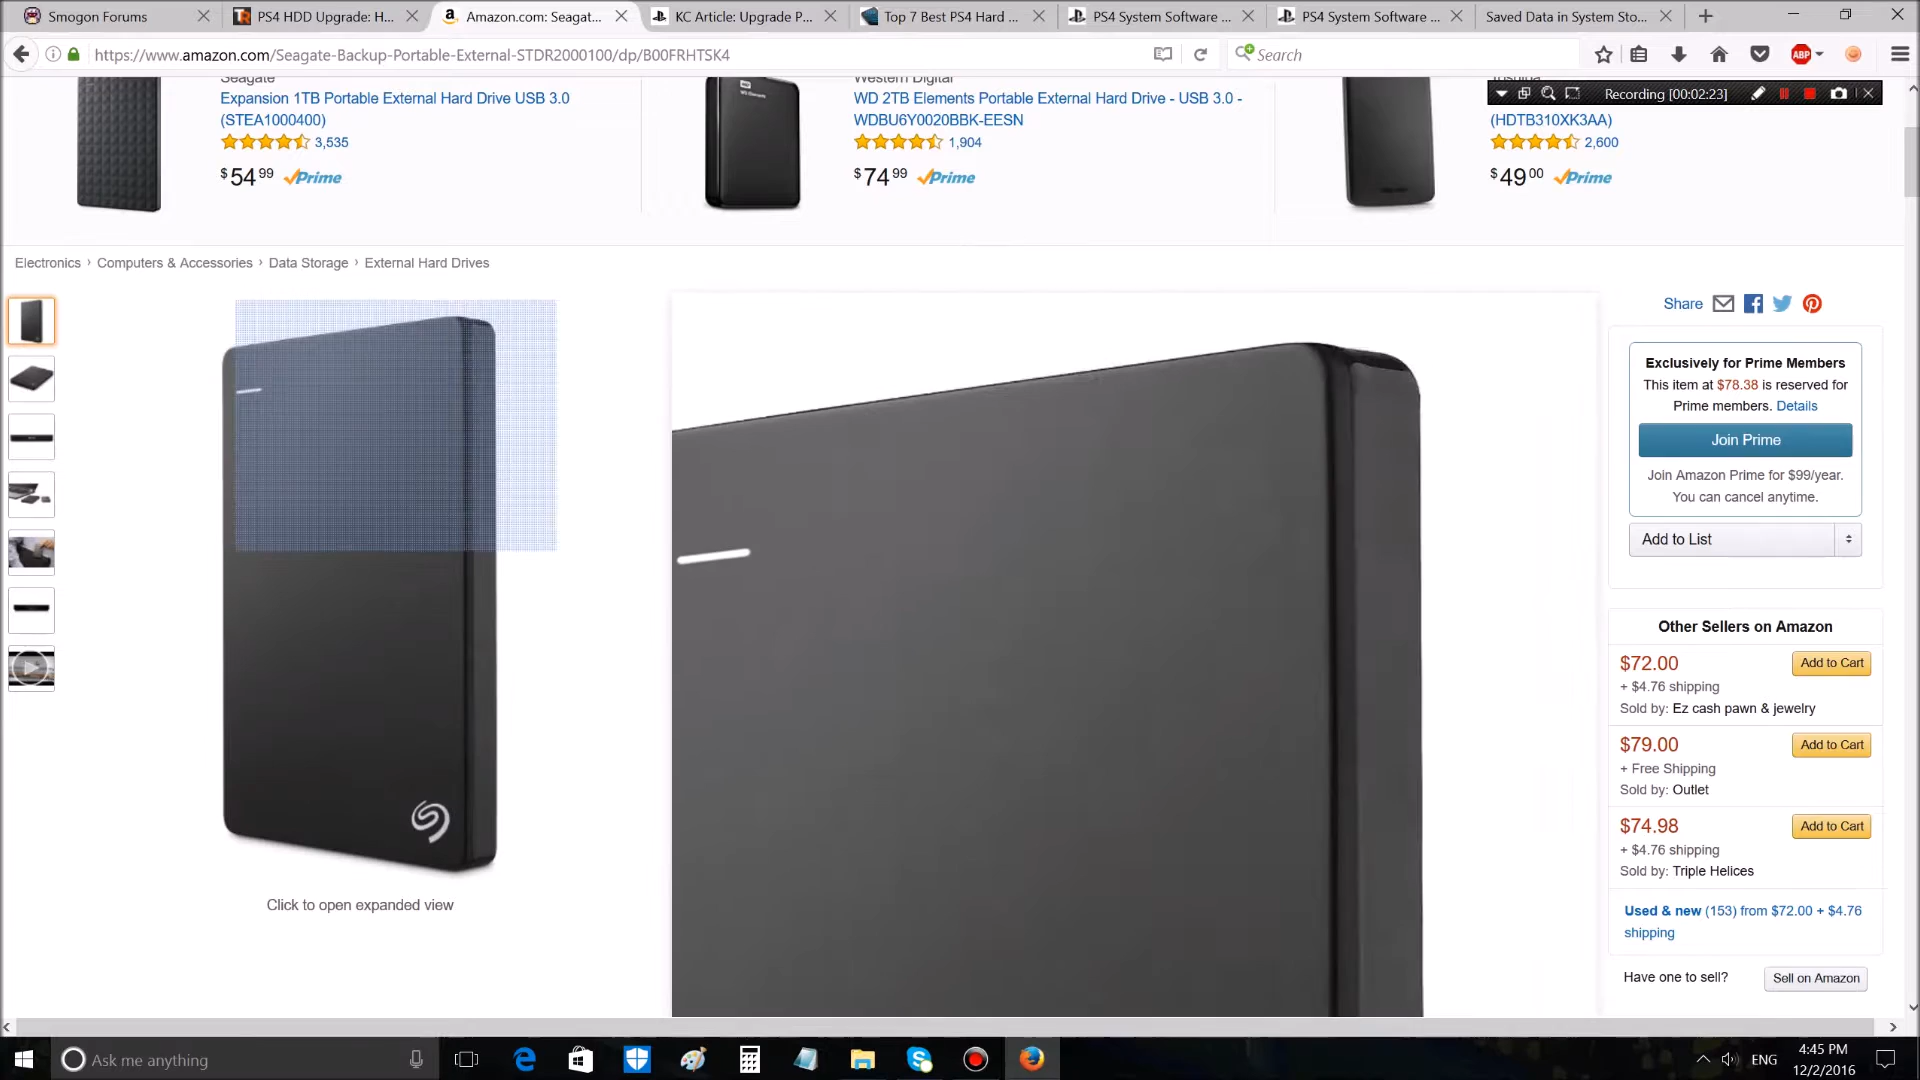 Smogon Forums
PS4 HDD Upgrade: H...
Amazon.com: Seagat...
KC Article: Upgrade P...
Top 7 Best PS4 Hard ...
PS4 System Software ...
PS4 System Software ...
Saved Data in System Sto...
https://www.amazon.com/Seagate-Backup-Portable-External-STDR2000100/dp/B00FRHTSK4
Search
ABP
Seagate
Expansion 1TB Portable External Hard Drive USB 3.0
(STEA1000400)
3,535
$54 99 Prime
Western Digital
WD 2TB Elements Portable External Hard Drive - USB 3.0 -
WDBU6Y0020BBK-EESN
1,904
$74 99 Prime
Toshiba
Recording [00:02:23]
(HDTB310XK3AA)
2,600
$49 00 Prime
Electronics › Computers & Accessories › Data Storage › External Hard Drives
Click to open expanded view
Share
Exclusively for Prime Members
This item at $78.38 is reserved for
Prime members. Details
Join Prime
Join Amazon Prime for $99/year.
You can cancel anytime.
Add to List
Other Sellers on Amazon
$72.00
Add to Cart
+ $4.76 shipping
Sold by: Ez cash pawn & jewelry
$79.00
Add to Cart
+ Free Shipping
Sold by: Outlet
$74.98
Add to Cart
+ $4.76 shipping
Sold by: Triple Helices
Used & new (153) from $72.00 + $4.76
shipping
Have one to sell?
Sell on Amazon
Ask me anything
ENG
4:45 PM
12/2/2016